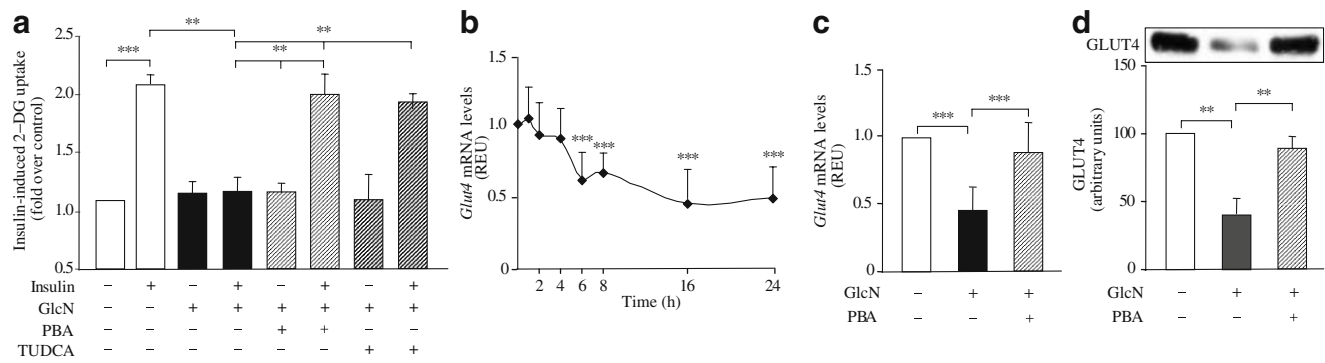 a
Insulin-induced 2–DG uptake
(fold over control)
2.5
2.0
1.5
1.0
0.5
***
**
**
**
Insulin – + – + – + – +
GlcN – – + + + + + +
PBA – – – – + + – –
TUDCA – – – – – – + +
b
Glut4 mRNA levels
(REU)
1.5
1.0
0.5
0
***
***
***
***
2 4 6 8 16 24
Time (h)
c
Glut4 mRNA levels
(REU)
1.5
1.0
0.5
0
***
***
GlcN – + +
PBA – – +
d
GLUT4
GLUT4
(arbitrary units)
150
100
50
0
**
**
GlcN – + +
PBA – – +